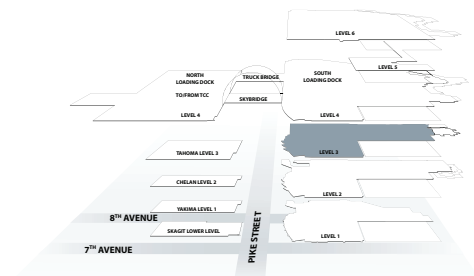 LEVEL 6
LEVEL 5
NORTH
LOADING DOCK
TO/FROM TCC
TRUCK BRIDGE
SOUTH
LOADING DOCK
SKYBRIDGE
LEVEL 4
LEVEL 4
TAHOMA LEVEL 3
LEVEL 3
CHELAN LEVEL 2
LEVEL 2
YAKIMA LEVEL 1
8TH AVENUE
SKAGIT LOWER LEVEL
LEVEL 1
PIKE STREET
7TH AVENUE